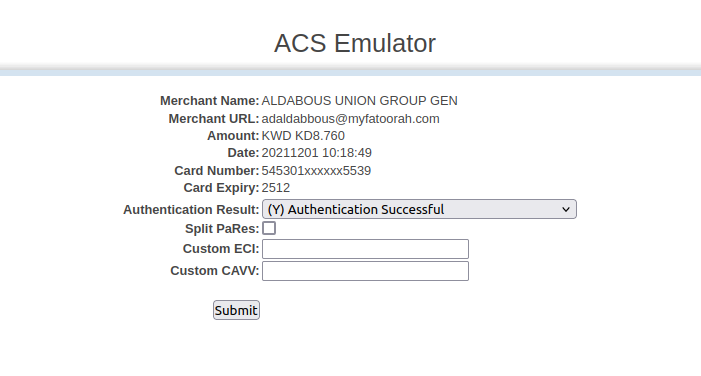 ACS Emulator
Merchant Name: ALDABOUS UNION GROUP GEN
Merchant URL: adaldabbous@myfatoorah.com
Amount: KWD KD8.760
Date: 20211201 10:18:49
Card Number: 545301xxxxxx5539
Card Expiry: 2512
Authentication Result: (Y) Authentication Successful
Split PaRes:
Custom ECI:
Custom CAVV:
Submit